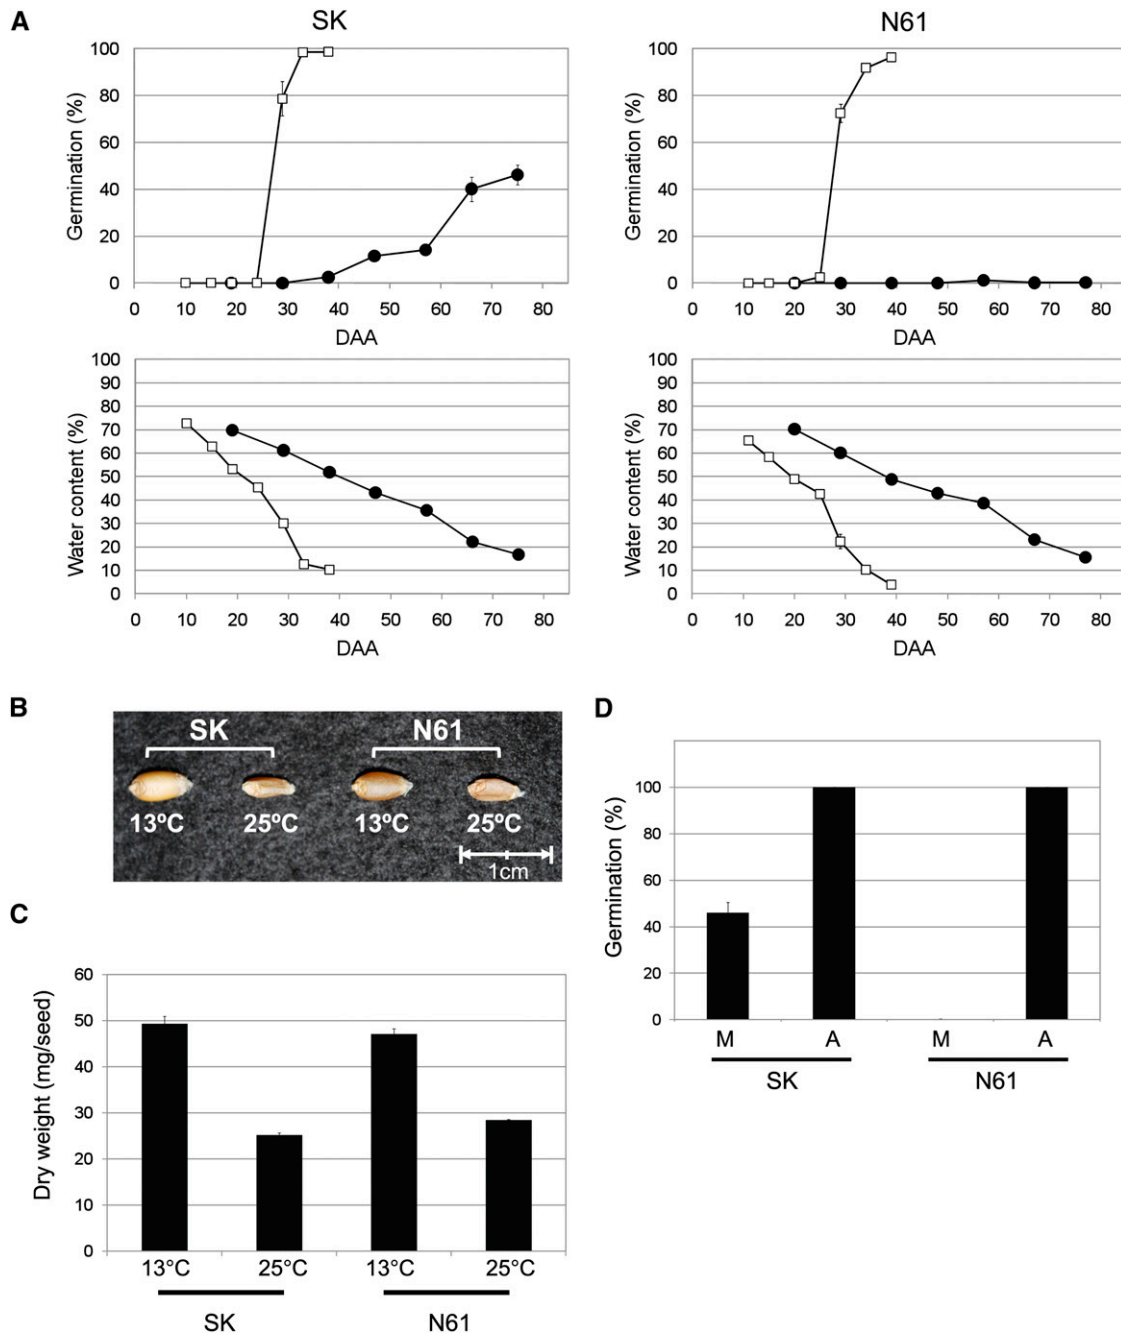 A
SK
N61
Germination (%)
100
80
60
40
20
0
0 10 20 30 40 50 60 70 80
DAA
Germination (%)
100
80
60
40
20
0
0 10 20 30 40 50 60 70 80
DAA
Water content (%)
100
90
80
70
60
50
40
30
20
10
0
0 10 20 30 40 50 60 70 80
DAA
Water content (%)
100
90
80
70
60
50
40
30
20
10
0
0 10 20 30 40 50 60 70 80
DAA
B
SK N61
13ºC 25ºC 13ºC 25ºC
1cm
C
Dry weight (mg/seed)
60
50
40
30
20
10
0
13°C 25°C 13°C 25°C
SK N61
D
Germination (%)
100
80
60
40
20
0
M A M A
SK N61